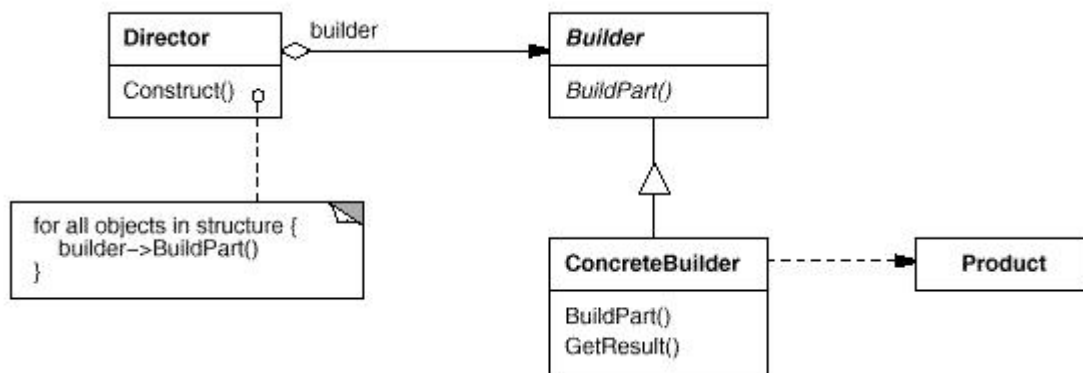 Director
builder
Builder
Construct()
BuildPart()
for all objects in structure {
builder->BuildPart()
}
ConcreteBuilder
Product
BuildPart()
GetResult()